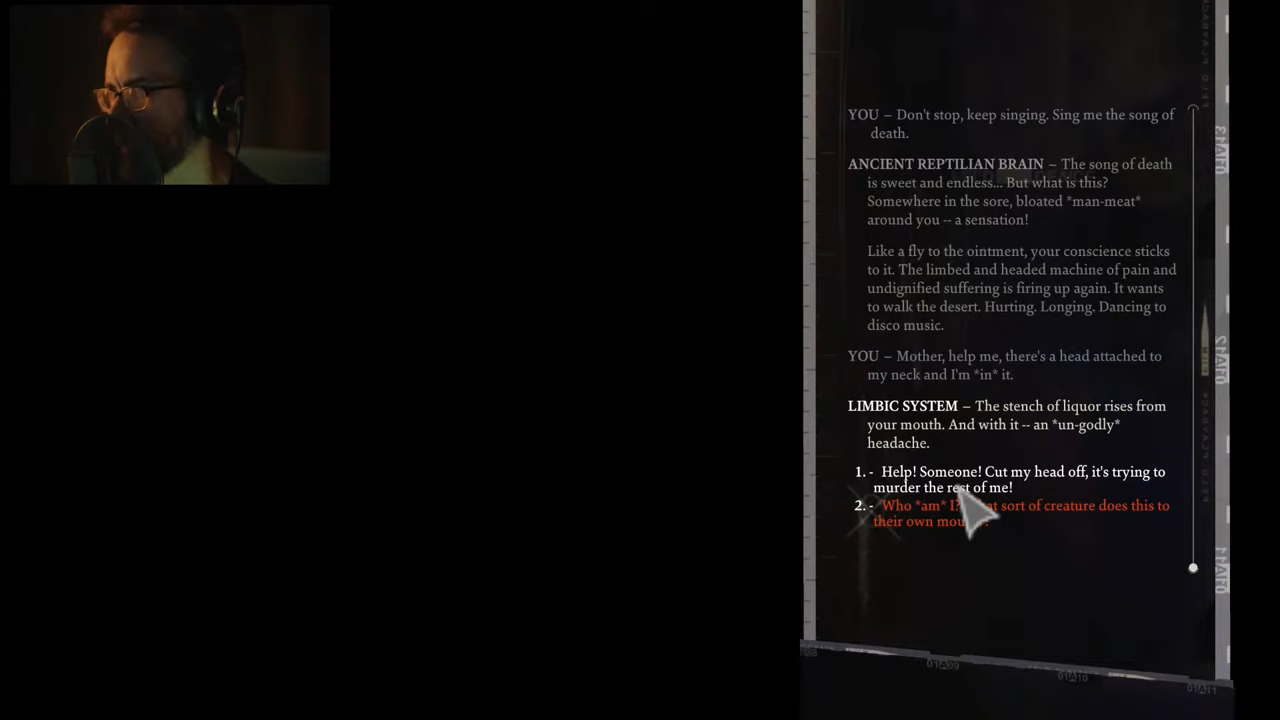 YOU – Don't stop, keep singing. Sing me the song of
death.
ANCIENT REPTILIAN BRAIN – The song of death
is sweet and endless... But what is this?
Somewhere in the sore, bloated *man-meat*
around you -- a sensation!
Like a fly to the ointment, your conscience sticks
to it. The limbed and headed machine of pain and
undignified suffering is firing up again. It wants
to walk the desert. Hurting. Longing. Dancing to
disco music.
YOU – Mother, help me, there's a head attached to
my neck and I'm *in* it.
LIMBIC SYSTEM – The stench of liquor rises from
your mouth. And with it -- an *un-godly*
headache.
1. - Help! Someone! Cut my head off, it's trying to
murder the rest of me!
2. - Who *am* I? sort of creature does this to
their own
01A09
01A10
01A11